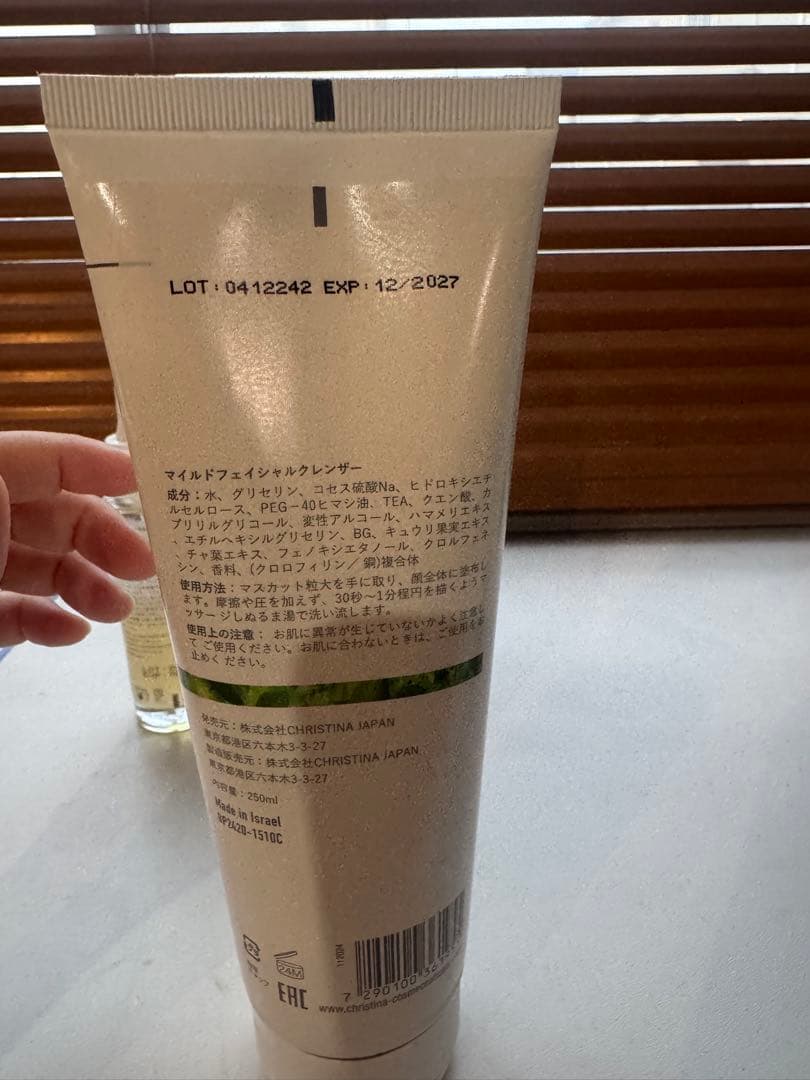 LOT: 0412242 EXP: 12/2027
マイルドフェイシャルクレンザー
成分：水、グリセリン、コセス硫酸Na、ヒドロキシエチ
ルセルロース、PEG－40ヒマシ油、TEA、クエン酸、カ
プリリルグリコール、変性アルコール、ハマメリエキス
、エチルヘキシルグリセリン、BG、キュウリ果実エキス
、チャ葉エキス、フェノキシエタノール、クロルフェネ
シン、香料、(クロロフィリン／銅)複合体
使用方法：マスカット粒大を手に取り、顔全体に塗布し
ます。摩擦や圧を加えず、30秒～1分程円を描くようマ
ッサージしぬるま湯で洗い流します。
使用上の注意： お肌に異常が生じていないかよく注意し
て ご使用ください。お肌に合わないときは、ご使用をお
止めく ださい。
発売元：株式会社CHRISTINA JAPAN
東京都港区六本木3-3-27
製造販売元：株式会社CHRISTINA JAPAN
東京都港区六本木3-3-27
内容量：250ml
Made in Israel
NP2420-1510C
112024
24M
EAC
7 290100 36
www.christina-cosme